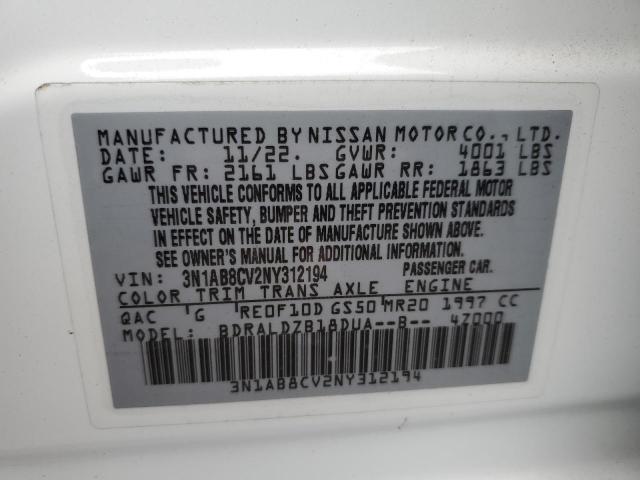 MANUFACTURED BY NISSAN MOTOR CO., LTD.
DATE: 11/22. GVWR: 4001 LBS
GAWR FR: 2161 LBS GAWR RR: 1863 LBS
THIS VEHICLE CONFORMS TO ALL APPLICABLE FEDERAL MOTOR
VEHICLE SAFETY, BUMPER AND THEFT PREVENTION STANDARDS
IN EFFECT ON THE DATE OF MANUFACTURE SHOWN ABOVE.
SEE OWNER'S MANUAL FOR ADDITIONAL INFORMATION.
VIN: 3N1AB8CV2NY312194 PASSENGER CAR.
COLOR TRIM TRANS AXLE ENGINE
QAC G RE0F10D GS50 MR20 1997 CC
MODEL: BDRALDZB18DUA--B-- 4Z000
3N1AB8CV2NY312194